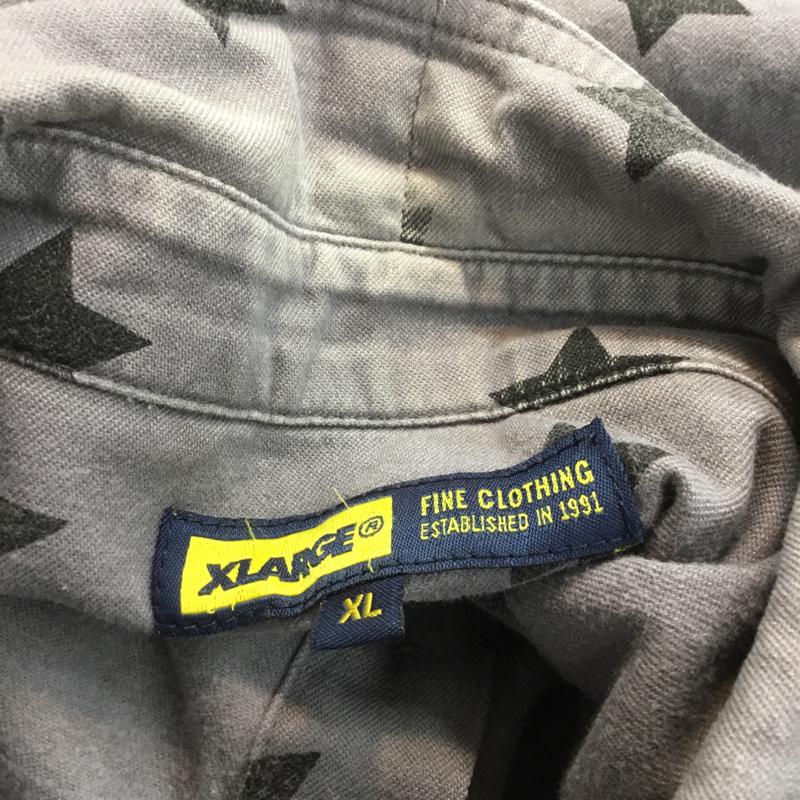 XLARGE®
FINE CLOTHING
ESTABLISHED IN 1991
XL